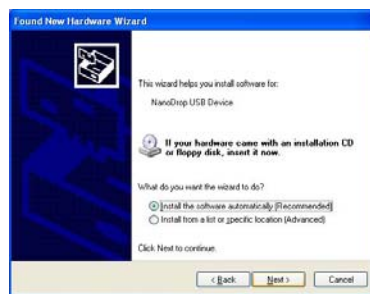 Found New Hardware Wizard
This wizard helps you install software for:
NanoDrop USB Device
If your hardware came with an installation CD
or floppy disk, insert it now.
What do you want the wizard to do?
Install the software automatically (Recommended)
Install from a list or specific location (Advanced)
Click Next to continue.
< Back
Next >
Cancel